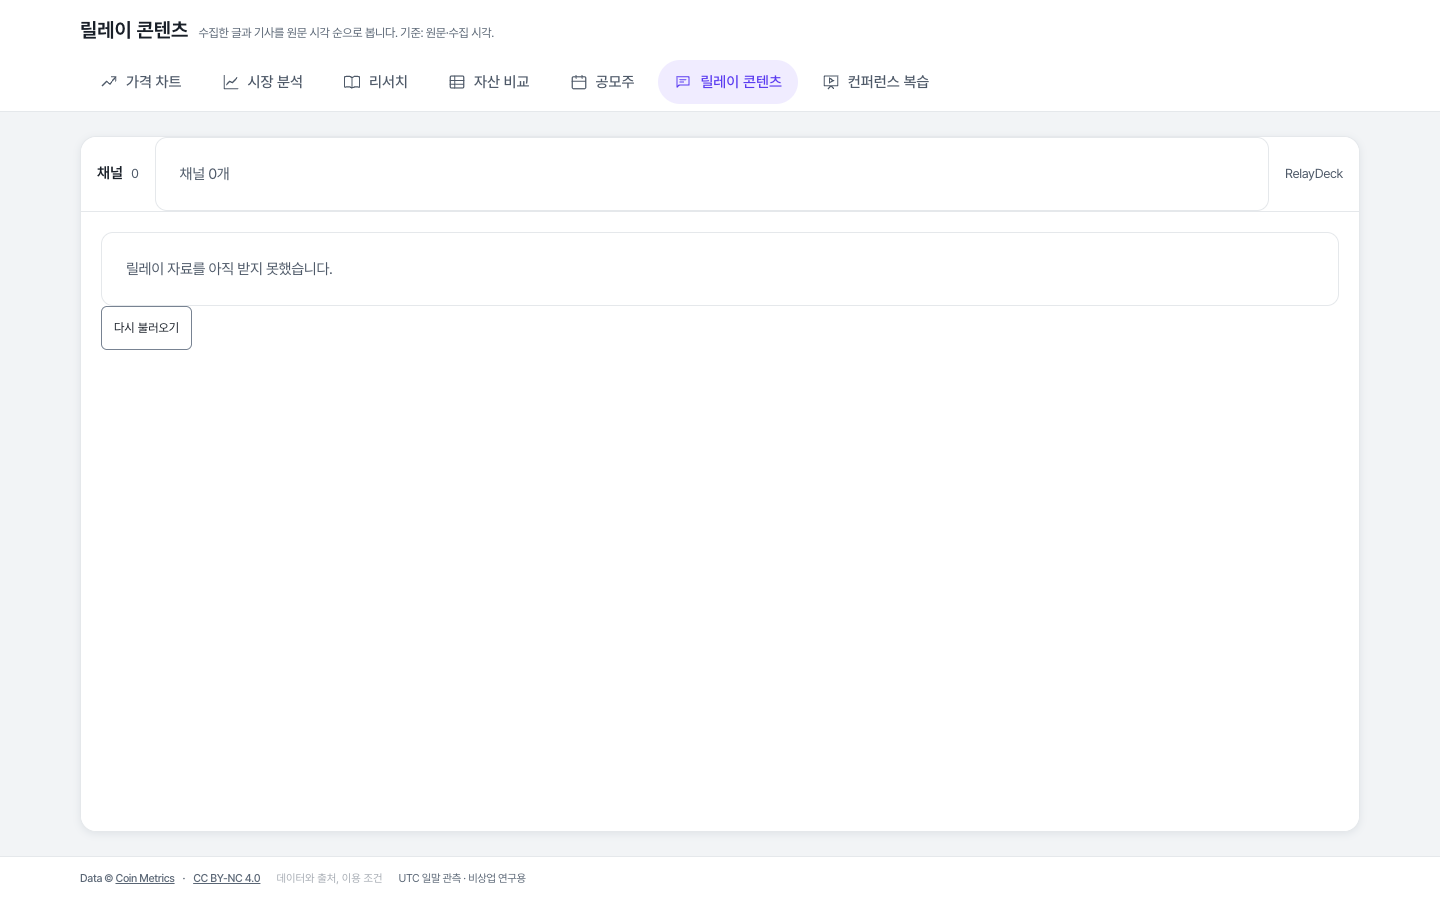 릴레이 콘텐츠 수집한 글과 기사를 원문 시각 순으로 봅니다. 기준: 원문·수집 시각.
가격 차트 시장 분석 리서치 자산 비교 공모주 릴레이 콘텐츠 컨퍼런스 복습
채널 0 채널 0개 RelayDeck
릴레이 자료를 아직 받지 못했습니다.
다시 불러오기
Data © Coin Metrics · CC BY-NC 4.0 데이터와 출처, 이용 조건 UTC 일말 관측 · 비상업 연구용